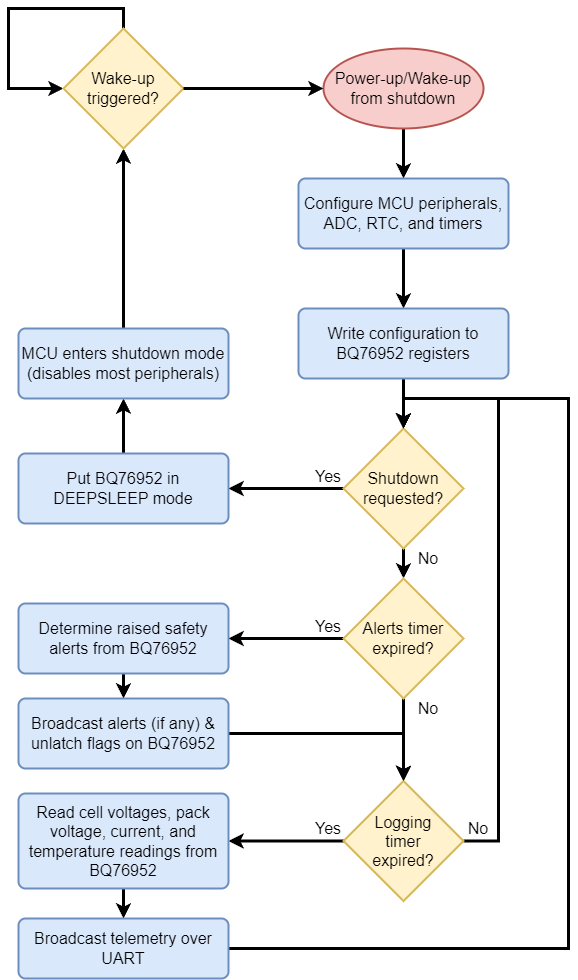 Wake-up
triggered?
Power-up/Wake-up
from shutdown
Configure MCU peripherals,
ADC, RTC, and timers
Write configuration to
BQ76952 registers
MCU enters shutdown mode
(disables most peripherals)
Shutdown
requested?
Yes
Put BQ76952 in
DEEPSLEEP mode
No
Alerts timer
expired?
Yes
Determine raised safety
alerts from BQ76952
Broadcast alerts (if any) &
unlatch flags on BQ76952
No
Logging
timer
expired?
No
Yes
Read cell voltages, pack
voltage, current, and
temperature readings from
BQ76952
Broadcast telemetry over
UART